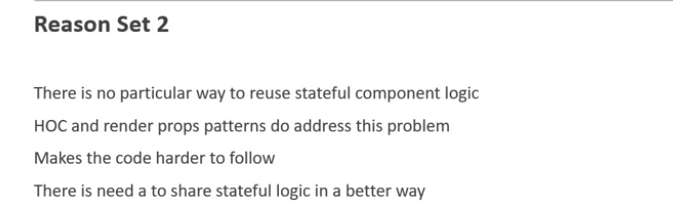 Reason Set 2
There is no particular way to reuse stateful component logic
HOC and render props patterns do address this problem
Makes the code harder to follow
There is need a to share stateful logic in a better way